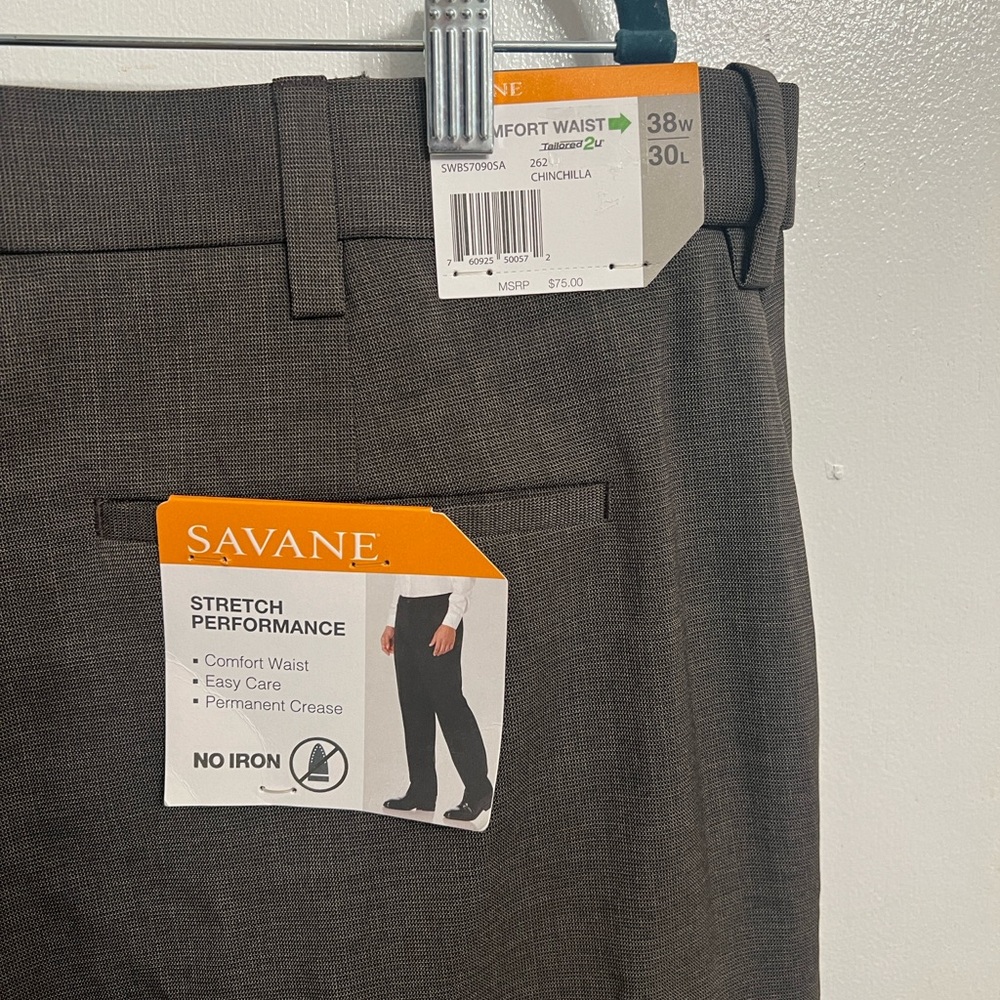 NE
MFORT WAIST
Tailored2u
38W
30L
SWBS7090SA 262
CHINCHILLA
7 60925 50057 2
MSRP $75.00
SAVANE
STRETCH
PERFORMANCE
▪ Comfort Waist
▪ Easy Care
▪ Permanent Crease
NO IRON